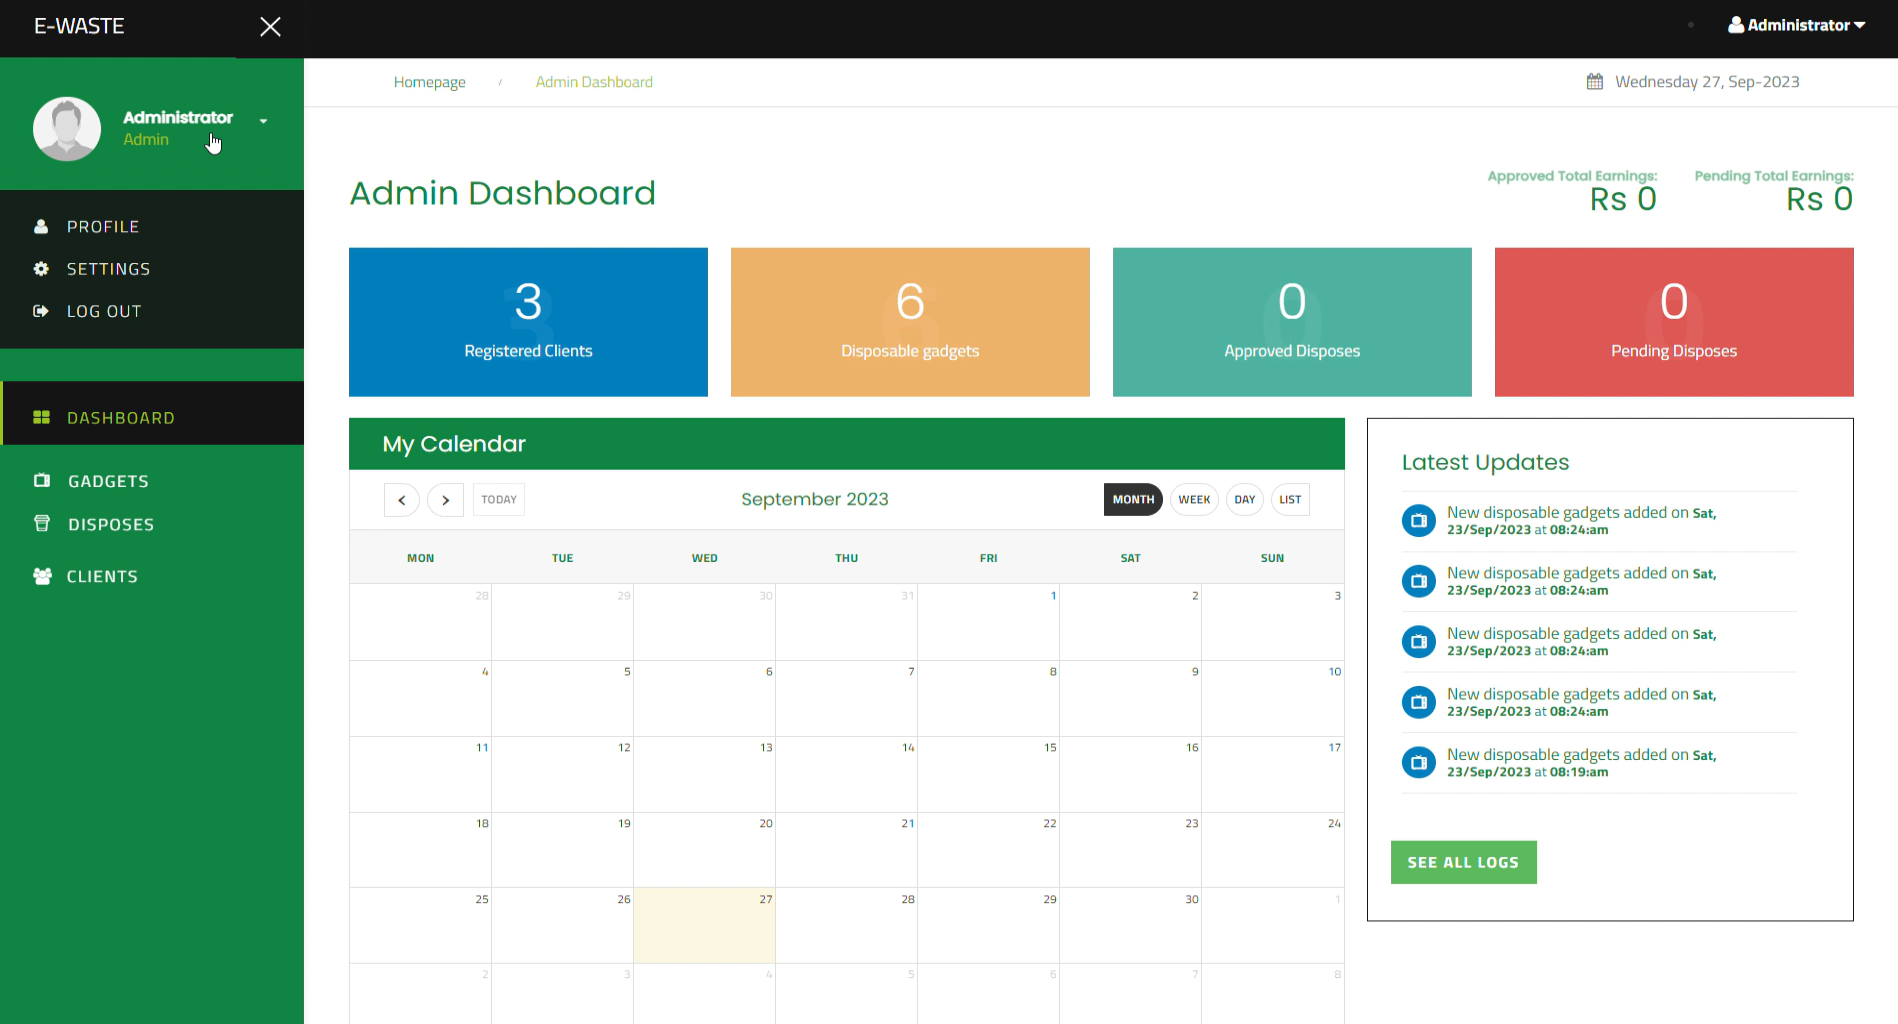 E-WASTE
Administrator
Homepage / Admin Dashboard
Wednesday 27, Sep-2023
Administrator
Admin
PROFILE
SETTINGS
LOG OUT
DASHBOARD
GADGETS
DISPOSES
CLIENTS
Admin Dashboard
Approved Total Earnings:
Rs 0
Pending Total Earnings:
Rs 0
3
3
Registered Clients
6
6
Disposable gadgets
0
0
Approved Disposes
0
0
Pending Disposes
My Calendar
TODAY
September 2023
MONTH WEEK DAY LIST
MON TUE WED THU FRI SAT SUN
28 29 30 31 1 2 3
4 5 6 7 8 9 10
11 12 13 14 15 16 17
18 19 20 21 22 23 24
25 26 27 28 29 30 1
2 3 4 5 6 7 8
Latest Updates
New disposable gadgets added on Sat,
23/Sep/2023 at 08:24:am
New disposable gadgets added on Sat,
23/Sep/2023 at 08:24:am
New disposable gadgets added on Sat,
23/Sep/2023 at 08:24:am
New disposable gadgets added on Sat,
23/Sep/2023 at 08:24:am
New disposable gadgets added on Sat,
23/Sep/2023 at 08:19:am
SEE ALL LOGS